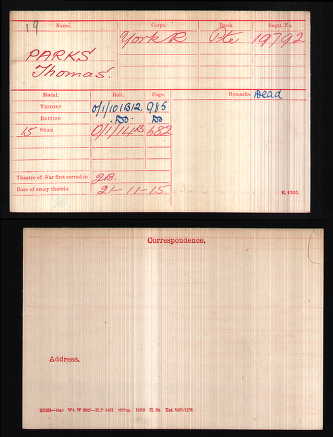 19
Name. Corps. Rank. Regtl. No.
PARKS York R Pte 19792
Thomas.
Medal. Roll. Page. Remarks. Dead
Victory O/1/101B12 985
British Do Do
15 Star O/1/14B 682
Theatre of War first served in
Date of entry therein 21-11-15
K. 1380.
Correspondence.
Address.